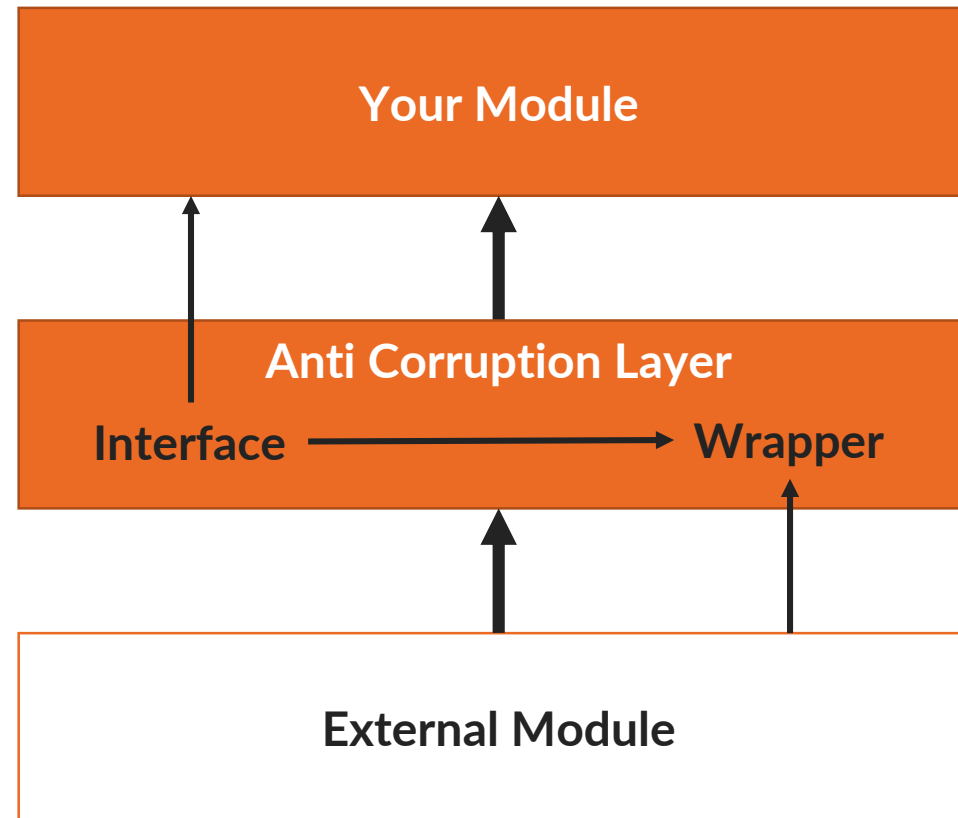 Your Module
Anti Corruption Layer
Interface
Wrapper
External Module